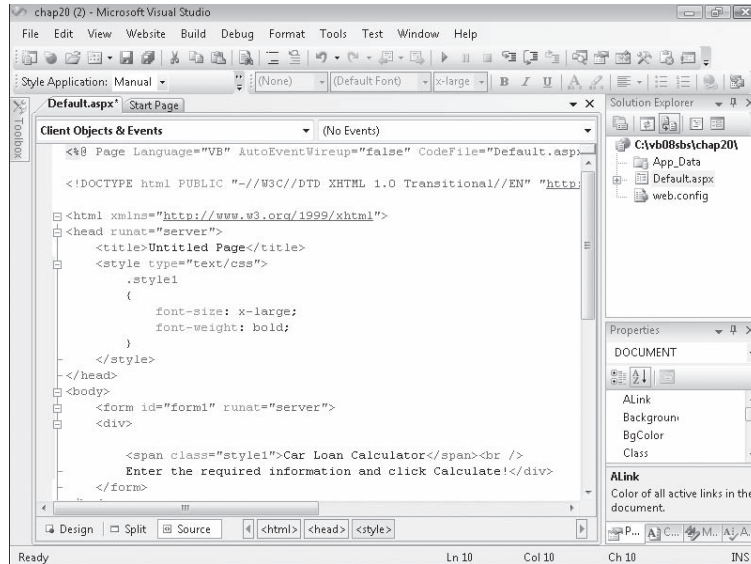 chap20 (2) - Microsoft Visual Studio
File Edit View Website Build Debug Format Tools Test Window Help
Style Application: Manual (None) (Default Font) x-large B I U A
Toolbox
Default.aspx* Start Page
Client Objects & Events (No Events)
<%@ Page Language="VB" AutoEventWireup="false" CodeFile="Default.asp
<!DOCTYPE html PUBLIC "-//W3C//DTD XHTML 1.0 Transitional//EN" "http:
<html xmlns="http://www.w3.org/1999/xhtml">
<head runat="server">
<title>Untitled Page</title>
<style type="text/css">
.style1
{
font-size: x-large;
font-weight: bold;
}
</style>
</head>
<body>
<form id="form1" runat="server">
<div>
<span class="style1">Car Loan Calculator</span><br />
Enter the required information and click Calculate!</div>
</form>
Design Split Source <html> <head> <style>
Solution Explorer
C:\vb08sbs\chap20\
App_Data
Default.aspx
web.config
Properties
DOCUMENT
ALink
Backgroun
BgColor
Class
ALink
Color of all active links in the
document.
P... C... M... A
Ready Ln 10 Col 10 Ch 10 INS